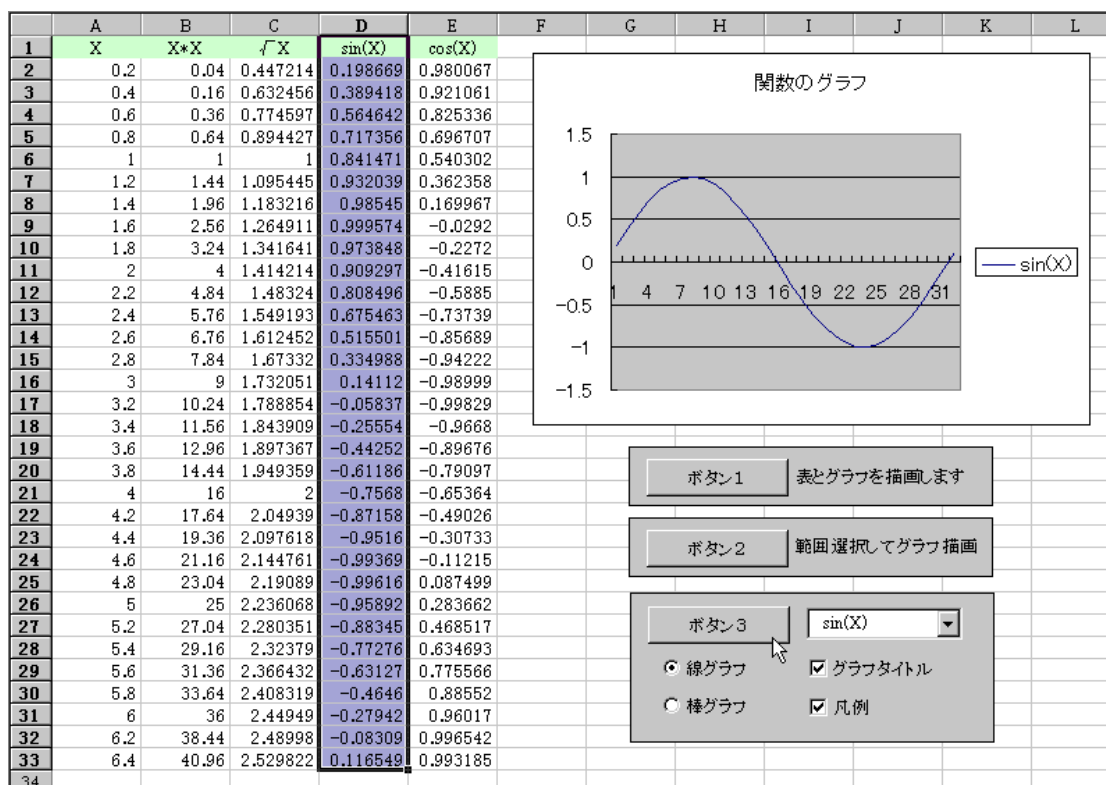 A B C D E F G H I J K L
1 X X*X √X sin(X) cos(X)
2 0.2 0.04 0.447214 0.198669 0.980067
3 0.4 0.16 0.632456 0.389418 0.921061
4 0.6 0.36 0.774597 0.564642 0.825336
5 0.8 0.64 0.894427 0.717356 0.696707
6 1 1 1 0.841471 0.540302
7 1.2 1.44 1.095445 0.932039 0.362358
8 1.4 1.96 1.183216 0.98545 0.169967
9 1.6 2.56 1.264911 0.999574 -0.0292
10 1.8 3.24 1.341641 0.973848 -0.2272
11 2 4 1.414214 0.909297 -0.41615
12 2.2 4.84 1.48324 0.808496 -0.5885
13 2.4 5.76 1.549193 0.675463 -0.73739
14 2.6 6.76 1.612452 0.515501 -0.85689
15 2.8 7.84 1.67332 0.334988 -0.94222
16 3 9 1.732051 0.14112 -0.98999
17 3.2 10.24 1.788854 -0.05837 -0.99829
18 3.4 11.56 1.843909 -0.25554 -0.9668
19 3.6 12.96 1.897367 -0.44252 -0.89676
20 3.8 14.44 1.949359 -0.61186 -0.79097
21 4 16 2 -0.7568 -0.65364
22 4.2 17.64 2.04939 -0.87158 -0.49026
23 4.4 19.36 2.097618 -0.9516 -0.30733
24 4.6 21.16 2.144761 -0.99369 -0.11215
25 4.8 23.04 2.19089 -0.99616 0.087499
26 5 25 2.236068 -0.95892 0.283662
27 5.2 27.04 2.280351 -0.88345 0.468517
28 5.4 29.16 2.32379 -0.77276 0.634693
29 5.6 31.36 2.366432 -0.63127 0.775566
30 5.8 33.64 2.408319 -0.4646 0.88552
31 6 36 2.44949 -0.27942 0.96017
32 6.2 38.44 2.48998 -0.08309 0.996542
33 6.4 40.96 2.529822 0.116549 0.993185
34
関数のグラフ
1.5
1
0.5
0
-0.5
-1
-1.5
1 4 7 10 13 16 19 22 25 28 31
sin(X)
ボタン1 表とグラフを描画します
ボタン2 範囲選択してグラフ描画
ボタン3 sin(X)
線グラフ グラフタイトル
棒グラフ 凡例